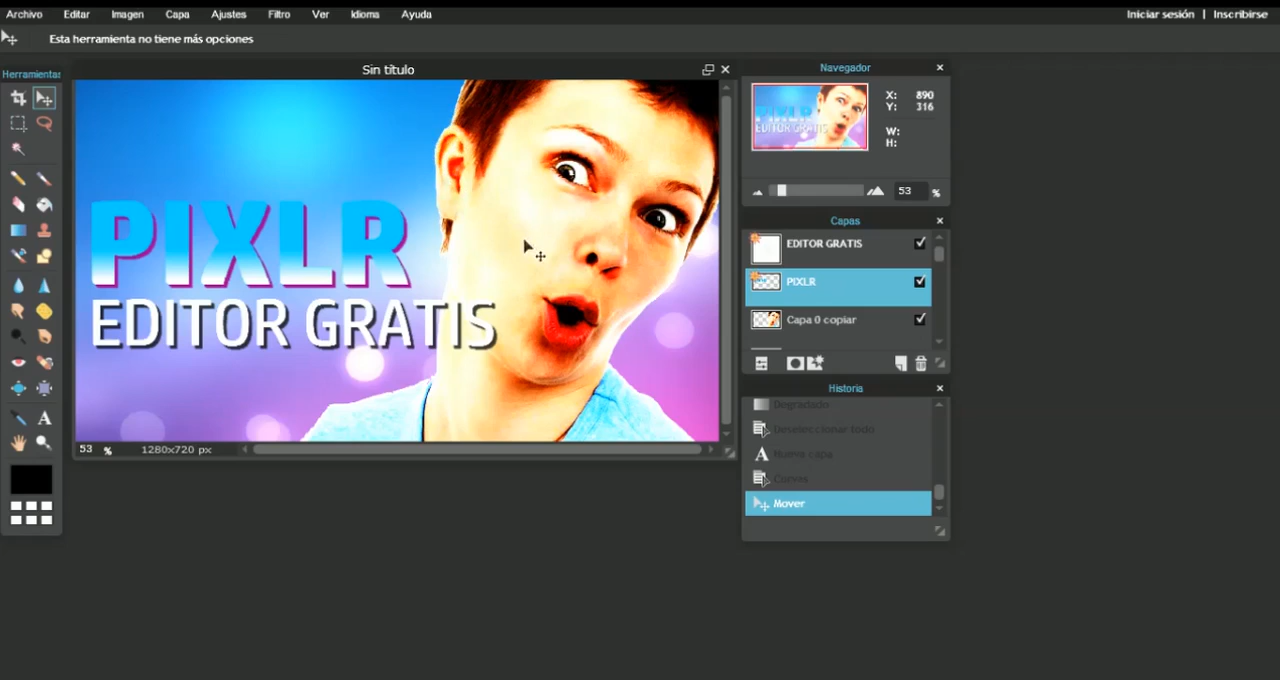 Archivo Editar Imagen Capa Ajustes Filtro Ver Idioma Ayuda Iniciar sesión | Inscribirse
Esta herramienta no tiene más opciones
Herramientas
Sin título
Navegador
X: 890
Y: 316
W:
H:
53 %
PIXLR
EDITOR GRATIS
Capas
EDITOR GRATIS
PIXLR
Capa 0 copiar
Historia
Degradado
Deseleccionar todo
Nueva capa
Curvas
Mover
53 % 1280x720 px